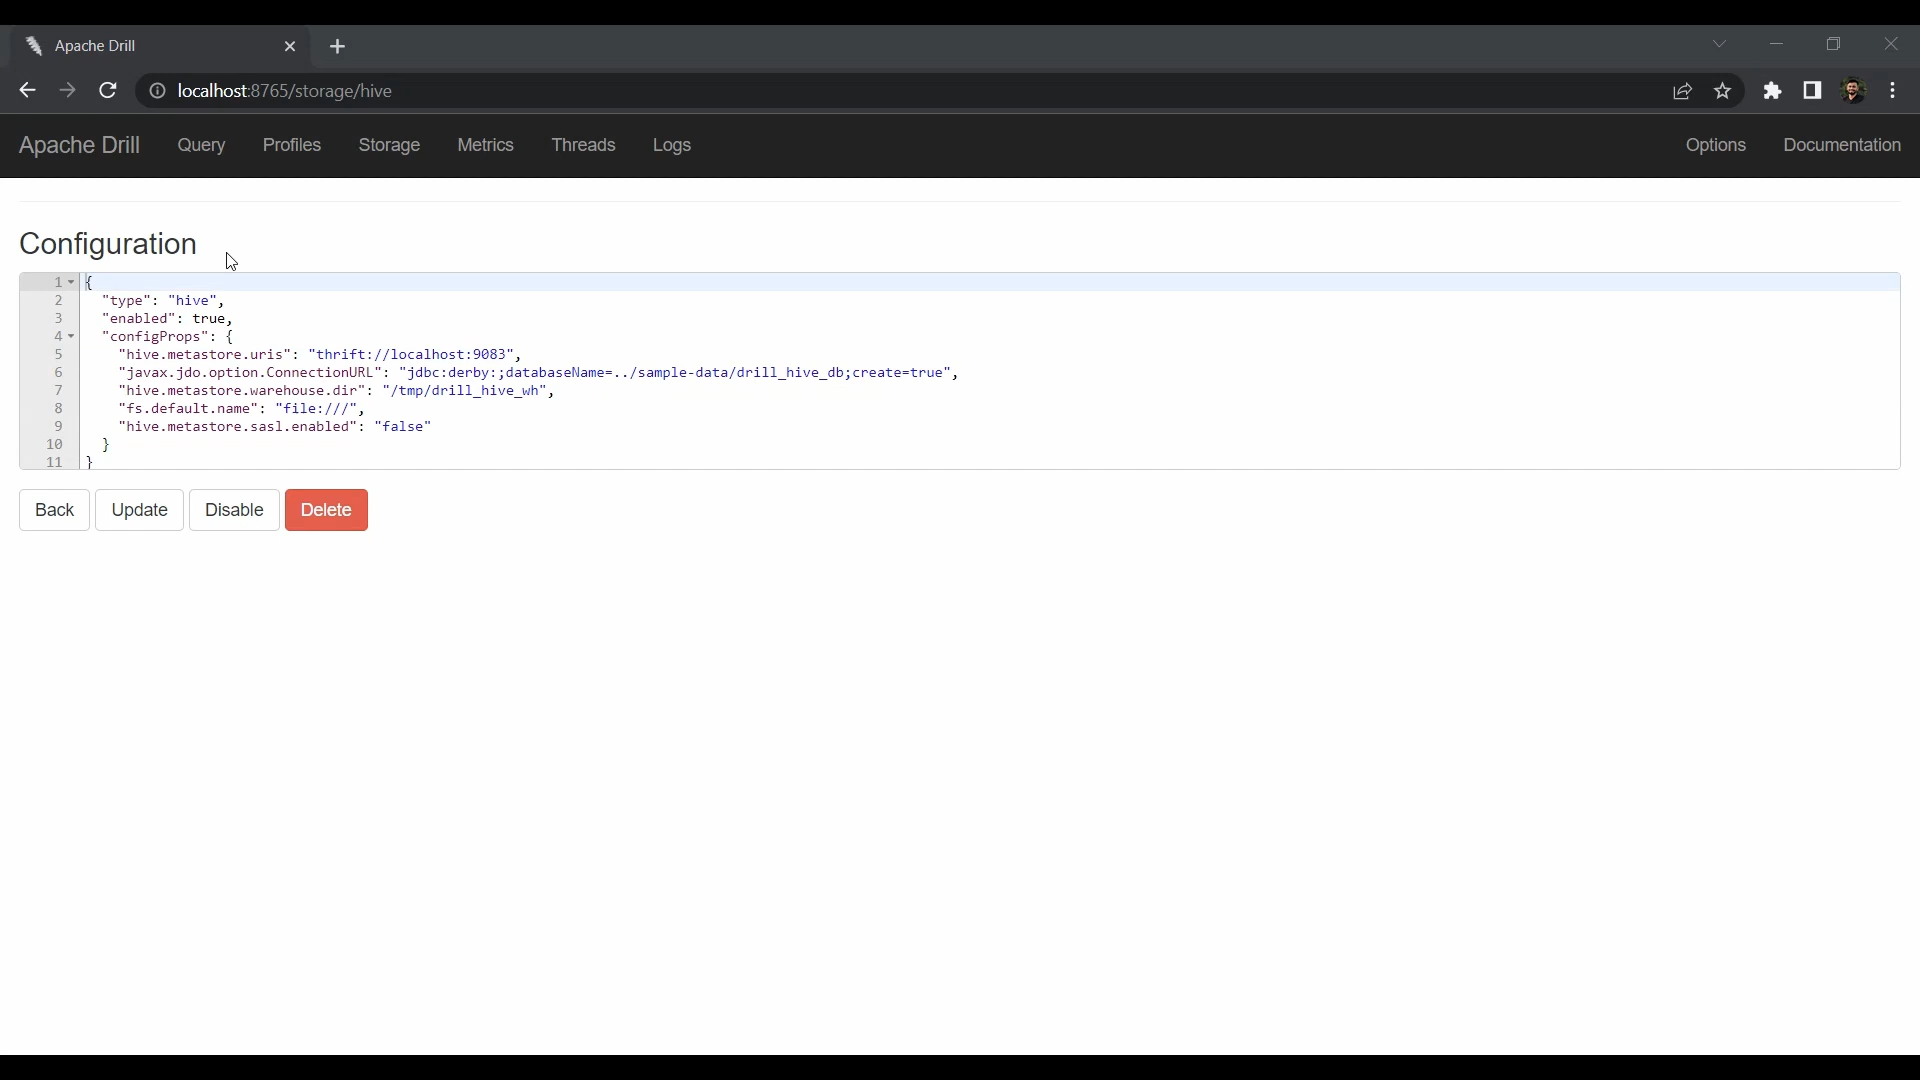 Apache Drill
localhost:8765/storage/hive
Apache Drill Query Profiles Storage Metrics Threads Logs Options Documentation
Configuration
1 {
2 "type": "hive",
3 "enabled": true,
4 "configProps": {
5 "hive.metastore.uris": "thrift://localhost:9083",
6 "javax.jdo.option.ConnectionURL": "jdbc:derby:;databaseName=../sample-data/drill_hive_db;create=true",
7 "hive.metastore.warehouse.dir": "/tmp/drill_hive_wh",
8 "fs.default.name": "file:///",
9 "hive.metastore.sasl.enabled": "false"
10 }
11 }
Back Update Disable Delete